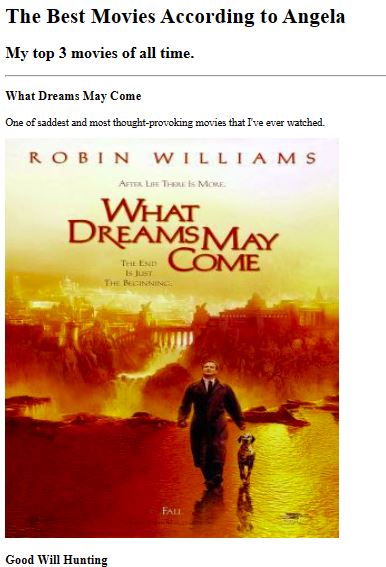 The Best Movies According to Angela
My top 3 movies of all time.
What Dreams May Come
One of saddest and most thought-provoking movies that I've ever watched.
ROBIN WILLIAMS
AFTER LIFE THERE IS MORE.
WHAT
DREAMS MAY
COME
THE END
IS JUST
THE BEGINNING.
FALL
Good Will Hunting